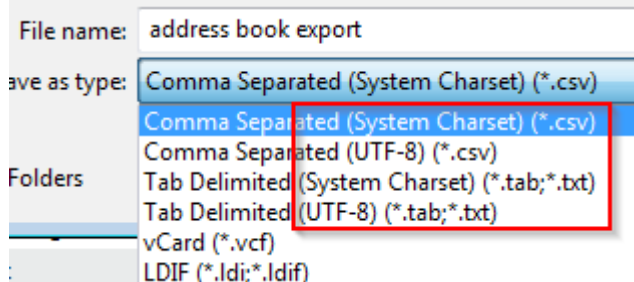 File name: address book export
ave as type: Comma Separated (System Charset) (*.csv)
Comma Separated (System Charset) (*.csv)
Comma Separated (UTF-8) (*.csv)
Folders
Tab Delimited (System Charset) (*.tab;*.txt)
Tab Delimited (UTF-8) (*.tab;*.txt)
vCard (*.vcf)
LDIF (*.ldi;*.ldif)